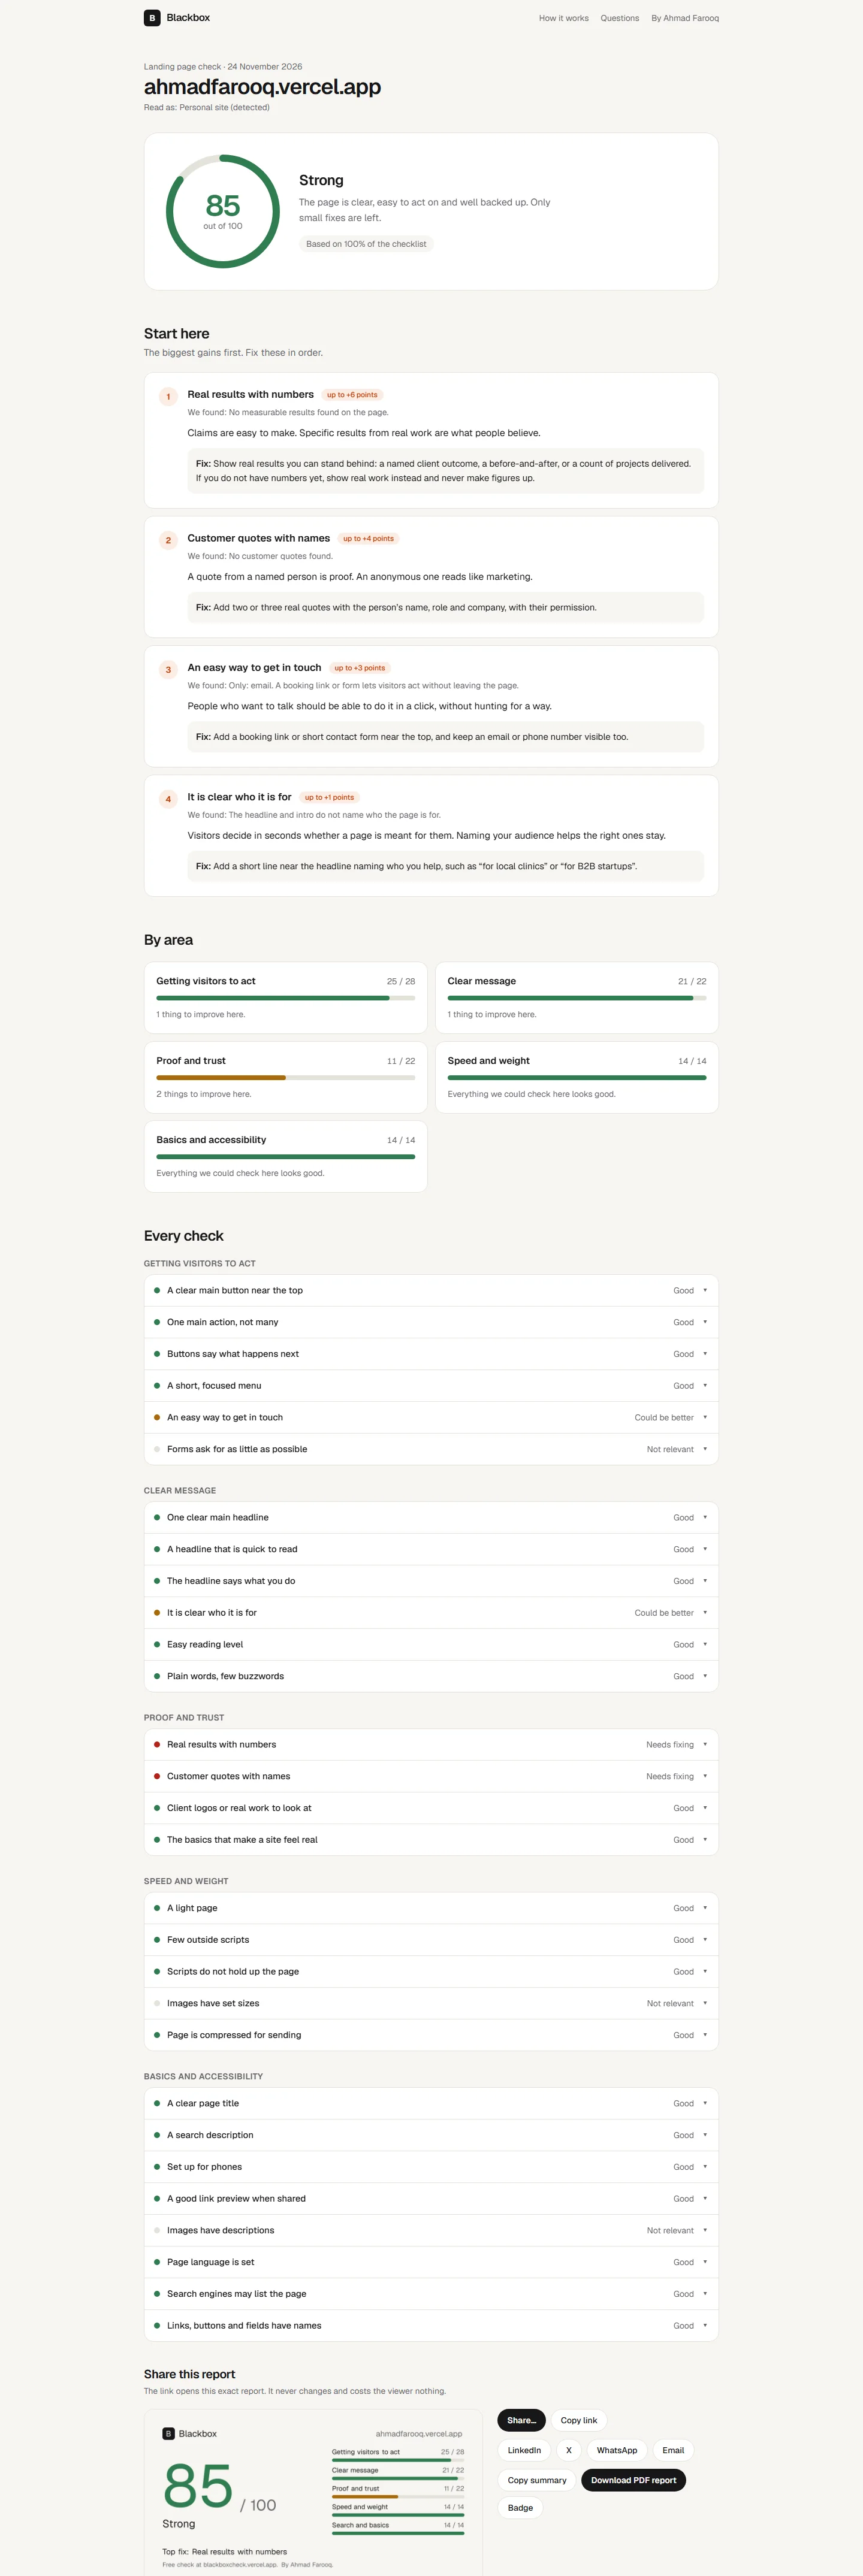 B Blackbox
How it works Questions By Ahmad Farooq
Landing page check · 24 November 2026
ahmadfarooq.vercel.app
Read as: Personal site (detected)
85
out of 100
Strong
The page is clear, easy to act on and well backed up. Only
small fixes are left.
Based on 100% of the checklist
Start here
The biggest gains first. Fix these in order.
1 Real results with numbers up to +6 points
We found: No measurable results found on the page.
Claims are easy to make. Specific results from real work are what people believe.
Fix: Show real results you can stand behind: a named client outcome, a before-and-after, or a count of projects delivered.
If you do not have numbers yet, show real work instead and never make figures up.
2 Customer quotes with names up to +4 points
We found: No customer quotes found.
A quote from a named person is proof. An anonymous one reads like marketing.
Fix: Add two or three real quotes with the person's name, role and company, with their permission.
3 An easy way to get in touch up to +3 points
We found: Only: email. A booking link or form lets visitors act without leaving the page.
People who want to talk should be able to do it in a click, without hunting for a way.
Fix: Add a booking link or short contact form near the top, and keep an email or phone number visible too.
4 It is clear who it is for up to +1 points
We found: The headline and intro do not name who the page is for.
Visitors decide in seconds whether a page is meant for them. Naming your audience helps the right ones stay.
Fix: Add a short line near the headline naming who you help, such as “for local clinics” or “for B2B startups”.
By area
Getting visitors to act 25 / 28
1 thing to improve here.
Clear message 21 / 22
1 thing to improve here.
Proof and trust 11 / 22
2 things to improve here.
Speed and weight 14 / 14
Everything we could check here looks good.
Basics and accessibility 14 / 14
Everything we could check here looks good.
Every check
GETTING VISITORS TO ACT
A clear main button near the top Good
One main action, not many Good
Buttons say what happens next Good
A short, focused menu Good
An easy way to get in touch Could be better
Forms ask for as little as possible Not relevant
CLEAR MESSAGE
One clear main headline Good
A headline that is quick to read Good
The headline says what you do Good
It is clear who it is for Could be better
Easy reading level Good
Plain words, few buzzwords Good
PROOF AND TRUST
Real results with numbers Needs fixing
Customer quotes with names Needs fixing
Client logos or real work to look at Good
The basics that make a site feel real Good
SPEED AND WEIGHT
A light page Good
Few outside scripts Good
Scripts do not hold up the page Good
Images have set sizes Not relevant
Page is compressed for sending Good
BASICS AND ACCESSIBILITY
A clear page title Good
A search description Good
Set up for phones Good
A good link preview when shared Good
Images have descriptions Not relevant
Page language is set Good
Search engines may list the page Good
Links, buttons and fields have names Good
Share this report
The link opens this exact report. It never changes and costs the viewer nothing.
B Blackbox
ahmadfarooq.vercel.app
85 / 100
Strong
Getting visitors to act 25 / 28
Clear message 21 / 22
Proof and trust 11 / 22
Speed and weight 14 / 14
Search and basics 14 / 14
Top fix: Real results with numbers
Free check at blackboxcheck.vercel.app. By Ahmad Farooq.
Share... Copy link
LinkedIn X WhatsApp Email
Copy summary Download PDF report
Badge